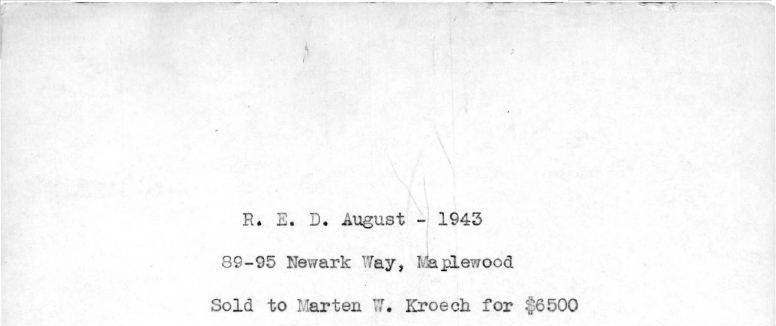 R. E. D. August - 1943
89-95 Newark Way, Maplewood
Sold to Marten W. Kroech for $6500